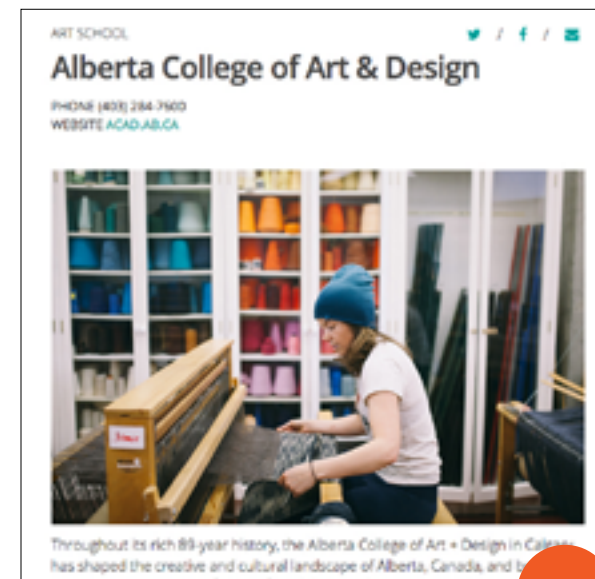 ART SCHOOL
/ /
Alberta College of Art & Design
PHONE (403) 284-7600
WEBSITE ACAD.AB.CA
Throughout its rich 89-year history, the Alberta College of Art + Design in Calgary
has shaped the creative and cultural landscape of Alberta, Canada, and